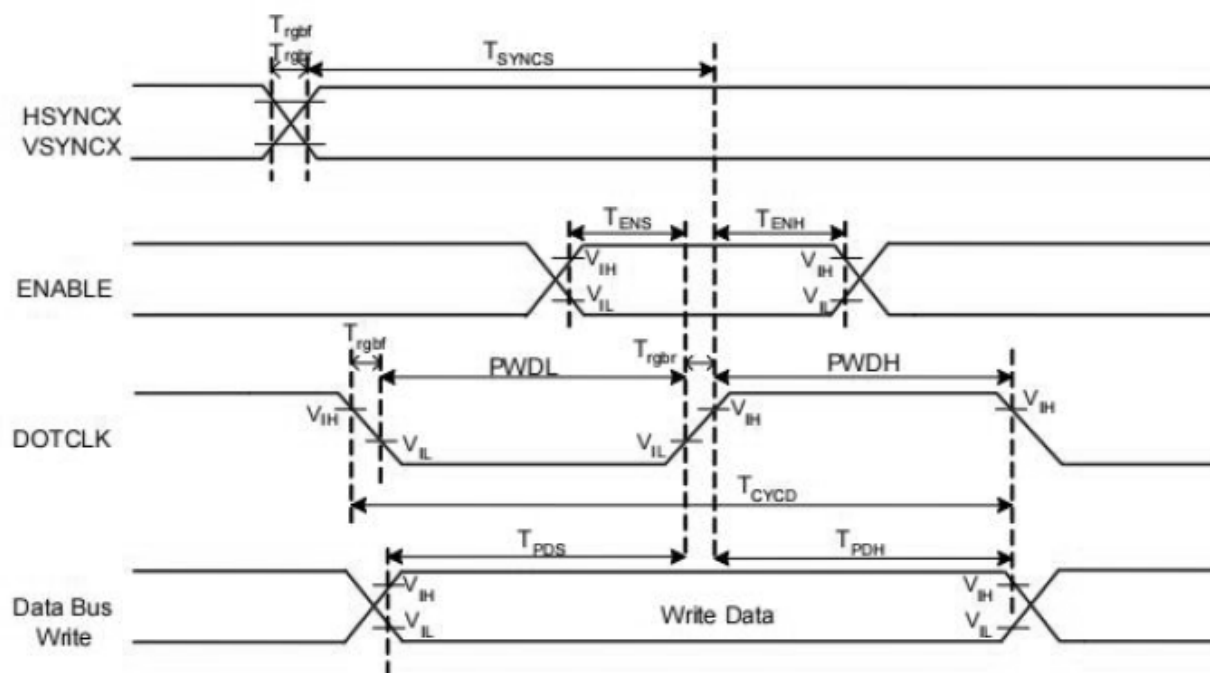 Trgbf
Trgbr
TSYNCS
HSYNCX
VSYNCX
TENS
TENH
VIH
VIH
ENABLE
VIL
VIL
Trgbf
Trgbr
PWDL
PWDH
VIH
VIH
VIH
DOTCLK
VIL
VIL
TCYCD
TPDS
TPDH
VIH
VIH
Data Bus
Write
Write Data
VIL
VIL